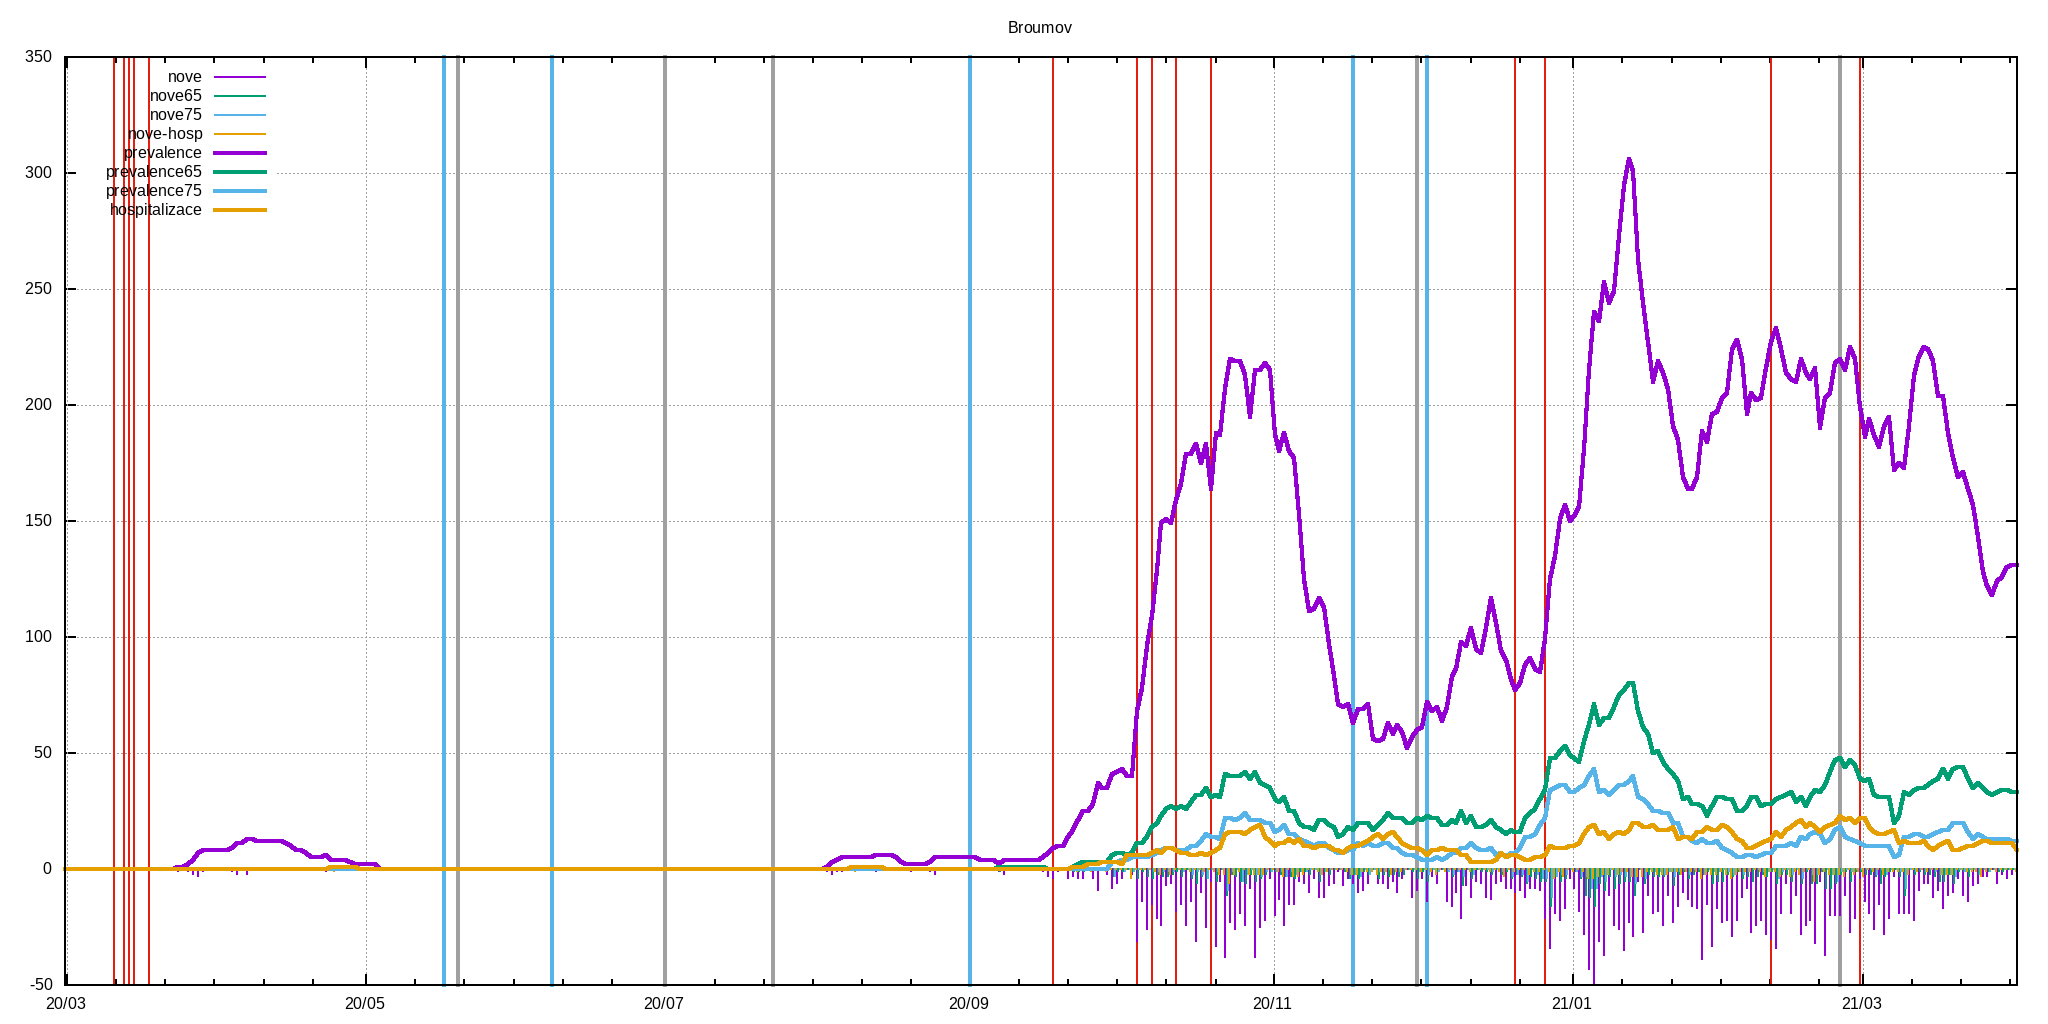 Broumov
350
300
250
200
150
100
50
0
-50
nove
nove65
nove75
nove-hosp
prevalence
prevalence65
prevalence75
hospitalizace
20/03
20/05
20/07
20/09
20/11
21/01
21/03